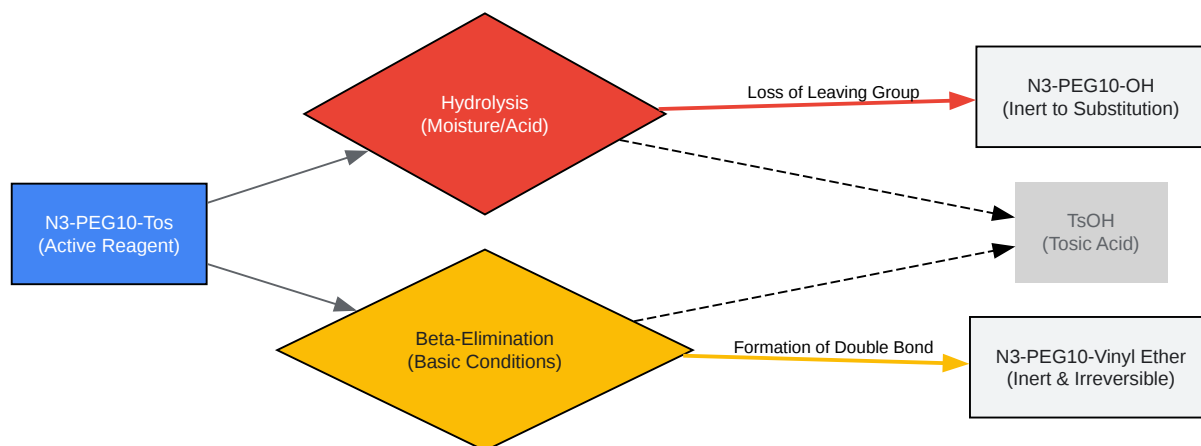 N3-PEG10-Tos
(Active Reagent)
Hydrolysis
(Moisture/Acid)
Loss of Leaving Group
N3-PEG10-OH
(Inert to Substitution)
TsOH
(Tosic Acid)
Beta-Elimination
(Basic Conditions)
Formation of Double Bond
N3-PEG10-Vinyl Ether
(Inert & Irreversible)